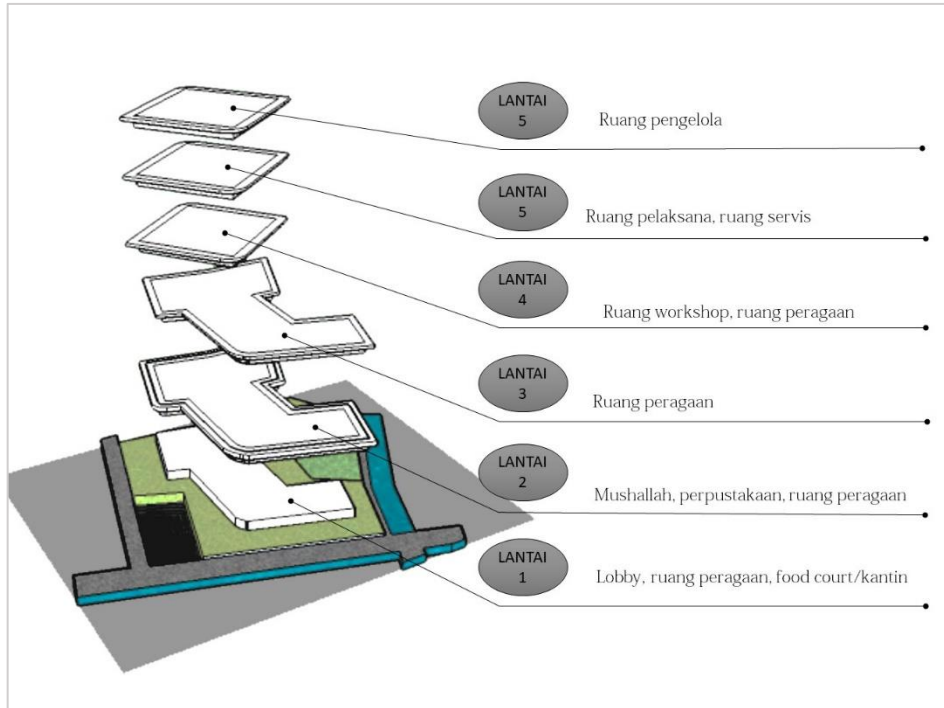 LANTAI
5
Ruang pengelola
LANTAI
5
Ruang pelaksana, ruang servis
LANTAI
4
Ruang workshop, ruang peragaan
LANTAI
3
Ruang peragaan
LANTAI
2
Mushallah, perpustakaan, ruang peragaan
LANTAI
1
Lobby, ruang peragaan, food court/kantin